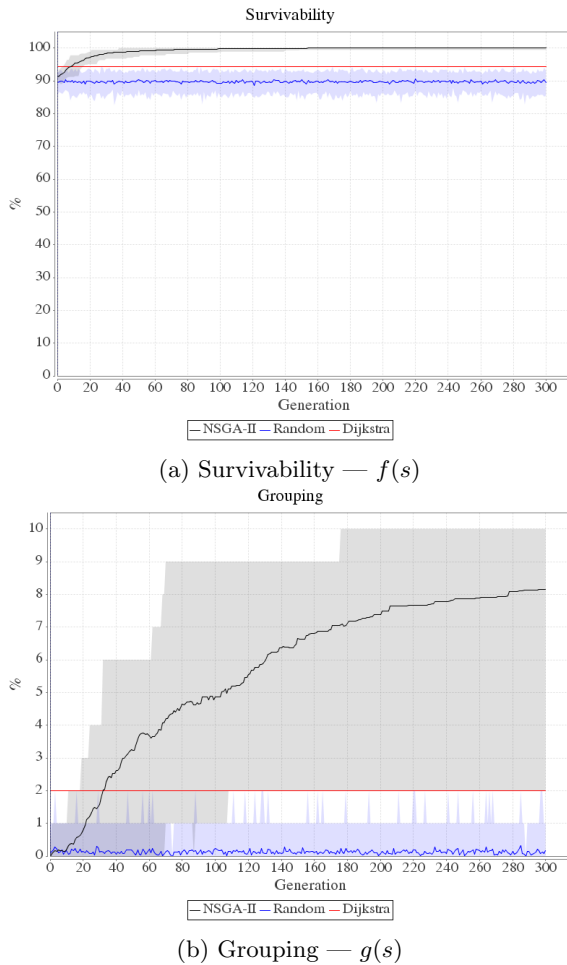 Survivability
100
90
80
70
60
50
40
30
20
10
0
%
0 20 40 60 80 100 120 140 160 180 200 220 240 260 280 300
Generation
NSGA-II Random Dijkstra
(a) Survivability — f(s)
Grouping
10
9
8
7
6
5
4
3
2
1
0
%
0 20 40 60 80 100 120 140 160 180 200 220 240 260 280 300
Generation
NSGA-II Random Dijkstra
(b) Grouping — g(s)